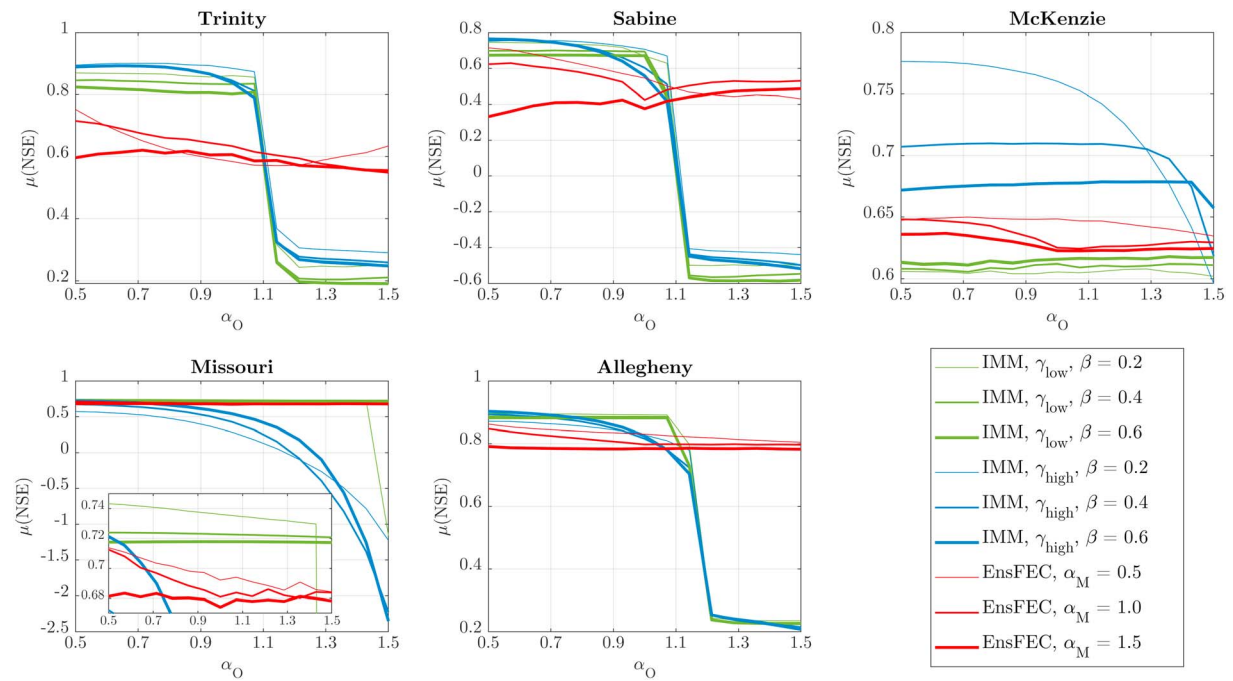 Trinity
1
0.8
0.6
0.4
0.2
μ(NSE)
0.5 0.7 0.9 1.1 1.3 1.5
α_O
Sabine
0.8
0.6
0.4
0.2
0
-0.2
-0.4
-0.6
μ(NSE)
0.5 0.7 0.9 1.1 1.3 1.5
α_O
McKenzie
0.8
0.75
0.7
0.65
0.6
μ(NSE)
0.5 0.7 0.9 1.1 1.3 1.5
α_O
Missouri
1
0.5
0
-0.5
-1
-1.5
-2
-2.5
μ(NSE)
0.74
0.72
0.7
0.68
0.5 0.7 0.9 1.1 1.3 1.5
0.5 0.7 0.9 1.1 1.3 1.5
α_O
Allegheny
1
0.8
0.6
0.4
0.2
μ(NSE)
0.5 0.7 0.9 1.1 1.3 1.5
α_O
IMM, γ_low, β = 0.2
IMM, γ_low, β = 0.4
IMM, γ_low, β = 0.6
IMM, γ_high, β = 0.2
IMM, γ_high, β = 0.4
IMM, γ_high, β = 0.6
EnsFEC, α_M = 0.5
EnsFEC, α_M = 1.0
EnsFEC, α_M = 1.5